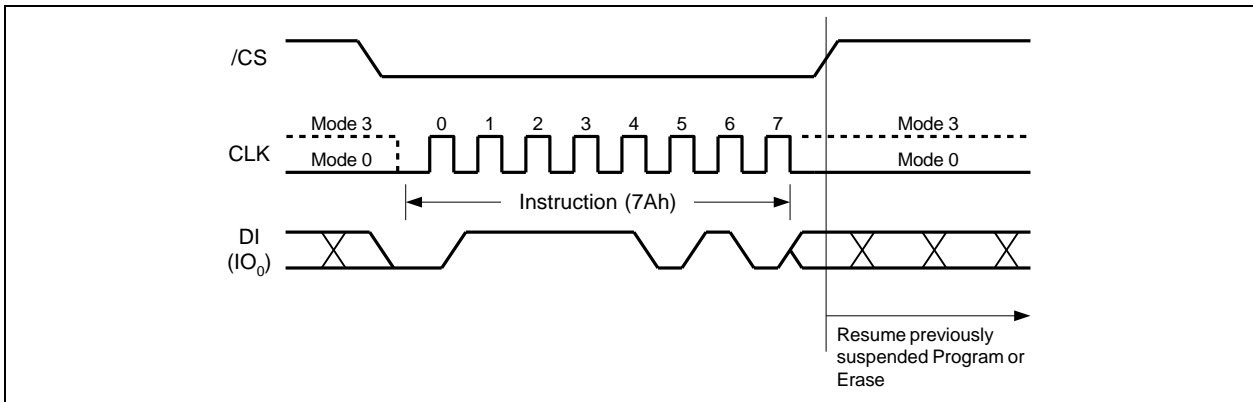 /CS
Mode 3
0 1 2 3 4 5 6 7
Mode 3
CLK
Mode 0
Mode 0
Instruction (7Ah)
DI
(IO0)
Resume previously
suspended Program or
Erase